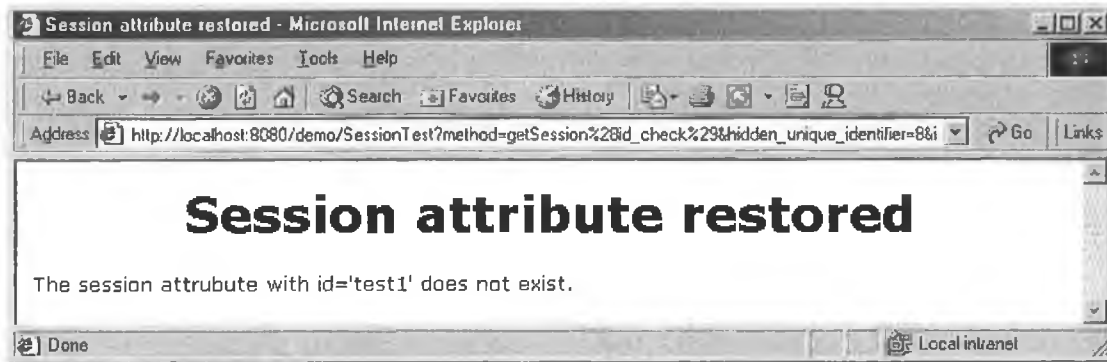 Session attribute restored - Microsoft Internet Explorer
File Edit View Favorites Tools Help
Back Search Favorites History
Address http://localhost:8080/demo/SessionTest?method=getSession%28id_check%29&hidden_unique_identifier=8&i Go Links
Session attribute restored
The session attrubute with id='test1' does not exist.
Done Local intranet